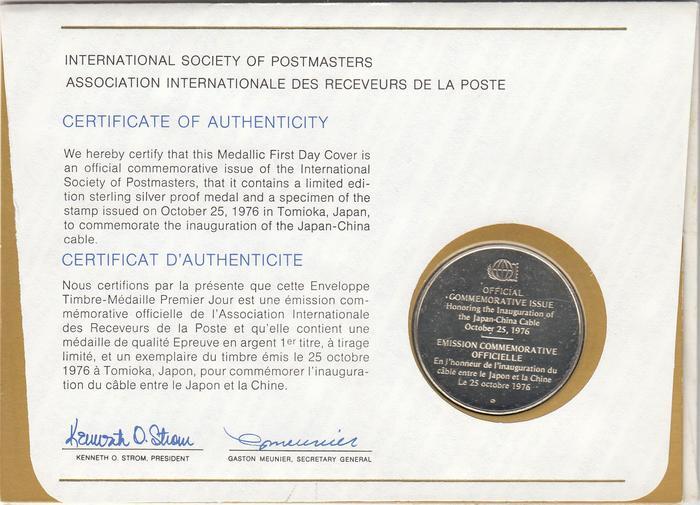 INTERNATIONAL SOCIETY OF POSTMASTERS
ASSOCIATION INTERNATIONALE DES RECEVEURS DE LA POSTE
CERTIFICATE OF AUTHENTICITY
We hereby certify that this Medallic First Day Cover is
an official commemorative issue of the International
Society of Postmasters, that it contains a limited edi-
tion sterling silver proof medal and a specimen of the
stamp issued on October 25, 1976 in Tomioka, Japan,
to commemorate the inauguration of the Japan-China
cable.
CERTIFICAT D'AUTHENTICITE
Nous certifions par la présente que cette Enveloppe
Timbre-Médaille Premier Jour est une émission com-
mémorative officielle de l'Association Internationale
des Receveurs de la Poste et qu'elle contient une
médaille de qualité Epreuve en argent 1er titre, à tirage
limité, et un exemplaire du timbre émis le 25 octobre
1976 à Tomioka, Japon, pour commémorer l'inaugura-
tion du câble entre le Japon et la Chine.
Kenneth O. Strom
KENNETH O. STROM, PRESIDENT
GMeunier
GASTON MEUNIER, SECRETARY GENERAL
OFFICIAL
COMMEMORATIVE ISSUE
Honoring the Inauguration of
the Japan-China Cable
October 25, 1976
EMISSION COMMEMORATIVE
OFFICIELLE
En l'honneur de l'inauguration du
câble entre le Japon et la Chine
Le 25 octobre 1976